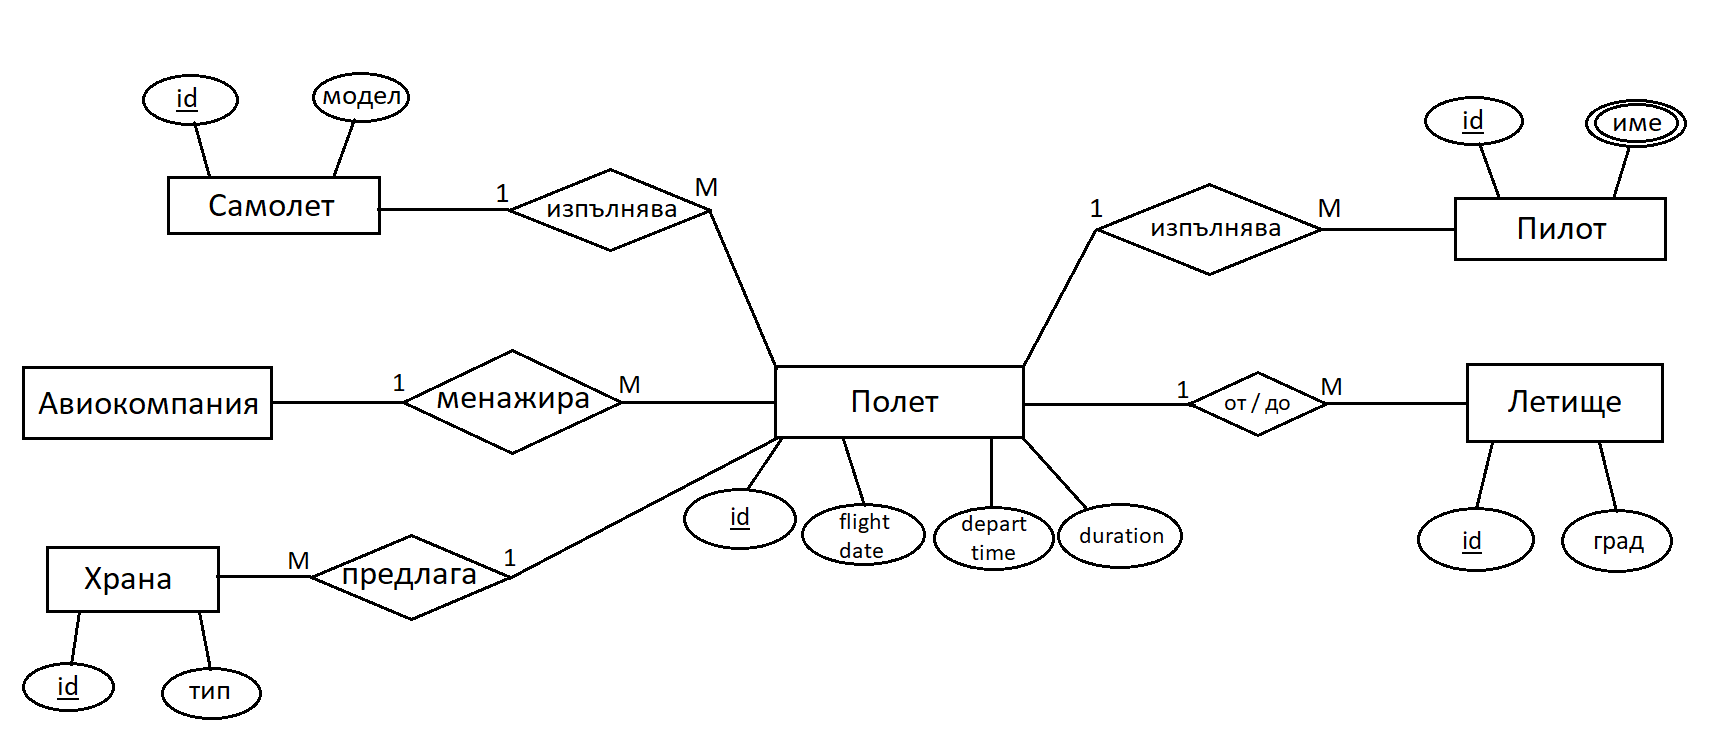 id
модел
id
име
Самолет
1
изпълнява
М
1
изпълнява
М
Пилот
Авиокомпания
1
менажира
М
Полет
1
от / до
М
Летище
id
flight
date
depart
time
duration
id
град
Храна
М
предлага
1
id
тип